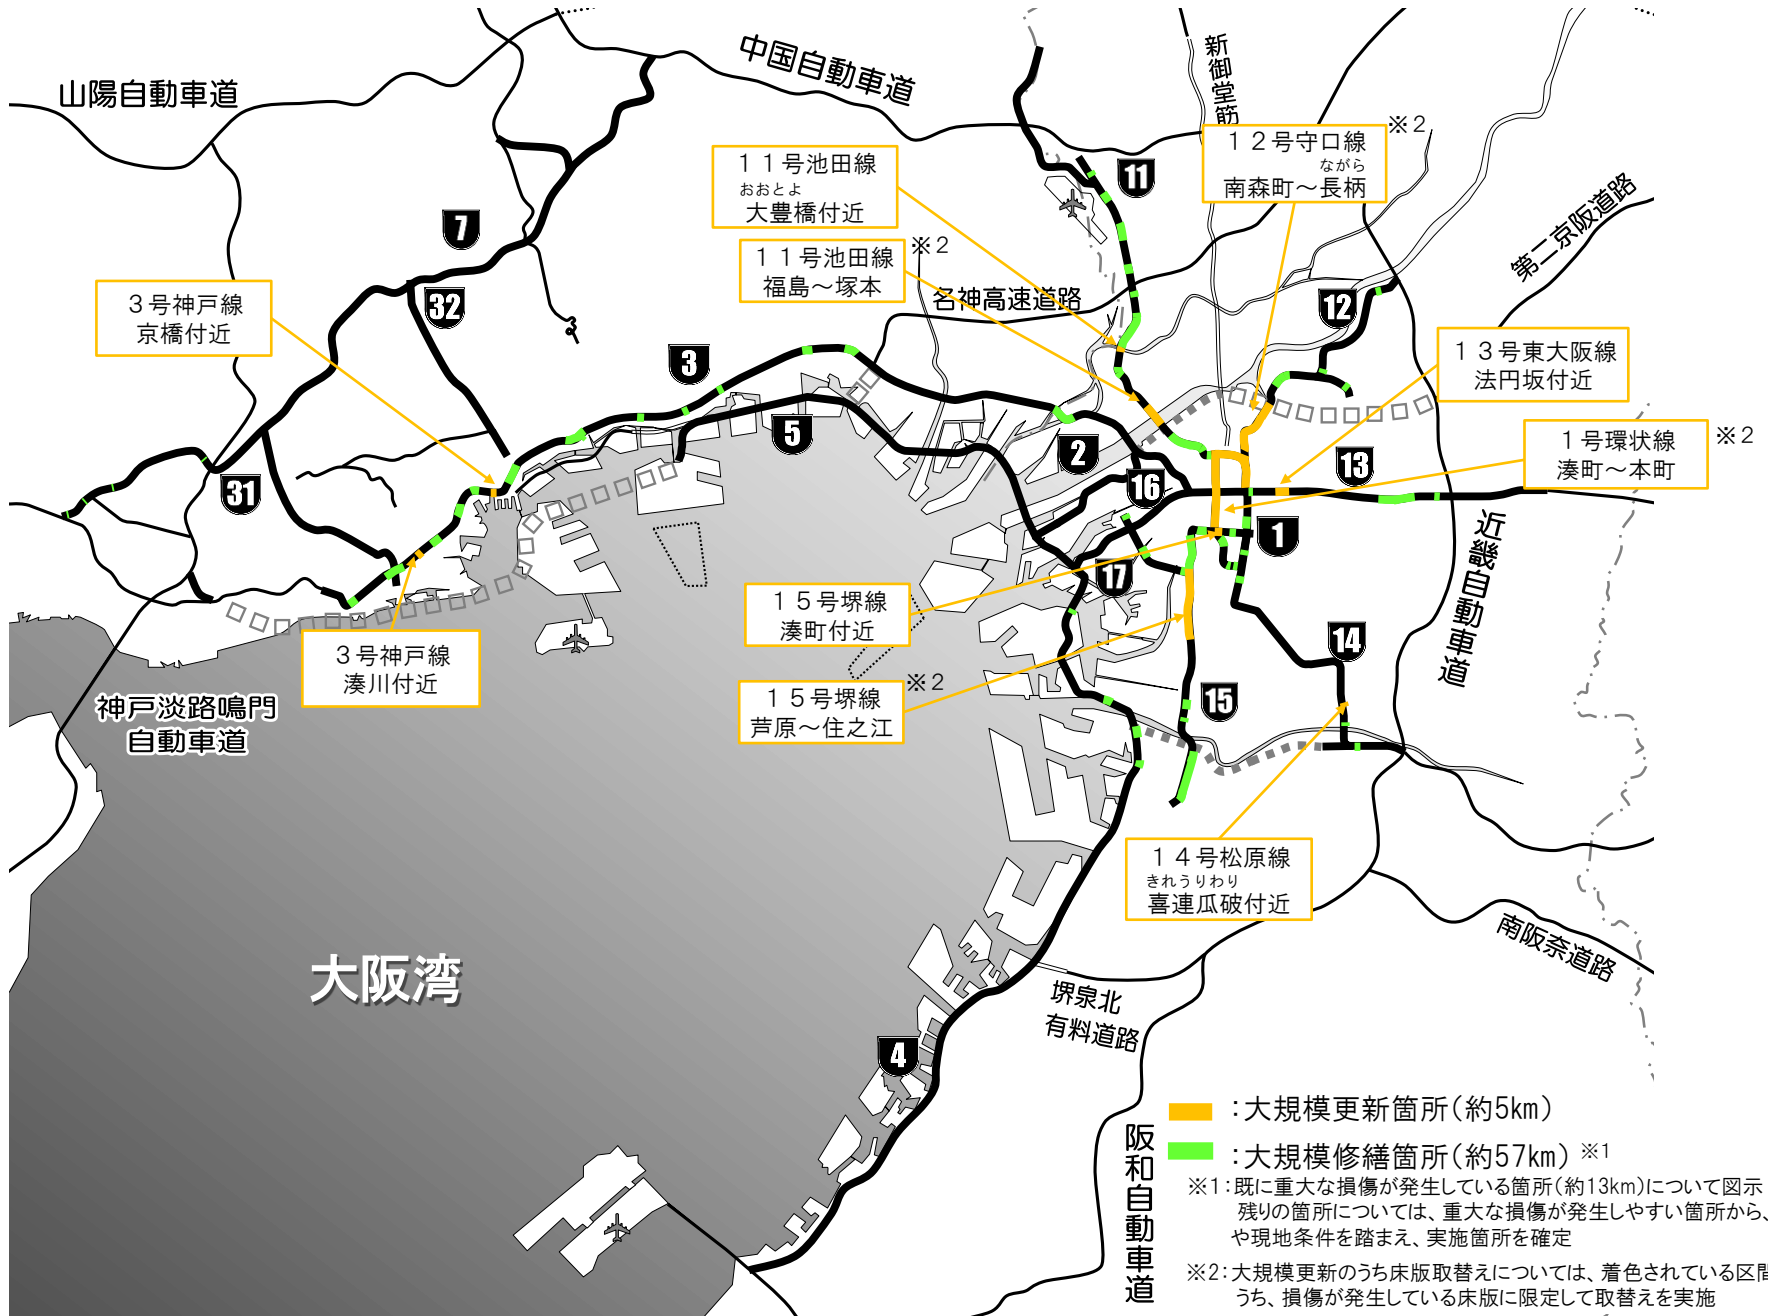 山陽自動車道
中国自動車道
新御堂筋
１１号池田線
おおとよ
大豊橋付近
１２号守口線
ながら
南森町～長柄
※2
11
第二京阪道路
7
１１号池田線
福島～塚本
※2
３号神戸線
京橋付近
32
名神高速道路
12
3
１３号東大阪線
法円坂付近
5
2
１号環状線
湊町～本町
※2
13
31
16
1
近畿自動車道
17
１５号堺線
湊町付近
３号神戸線
湊川付近
14
神戸淡路鳴門
自動車道
１５号堺線
芦原～住之江
※2
15
１４号松原線
きれうりわり
喜連瓜破付近
南阪奈道路
大阪湾
堺泉北
有料道路
4
阪和自動車道
：大規模更新箇所（約5km）
：大規模修繕箇所（約57km） ※1
※1：既に重大な損傷が発生している箇所（約13km）について図示
残りの箇所については、重大な損傷が発生しやすい箇所から、
や現地条件を踏まえ、実施箇所を確定
※2：大規模更新のうち床版取替えについては、着色されている区間
うち、損傷が発生している床版に限定して取替えを実施